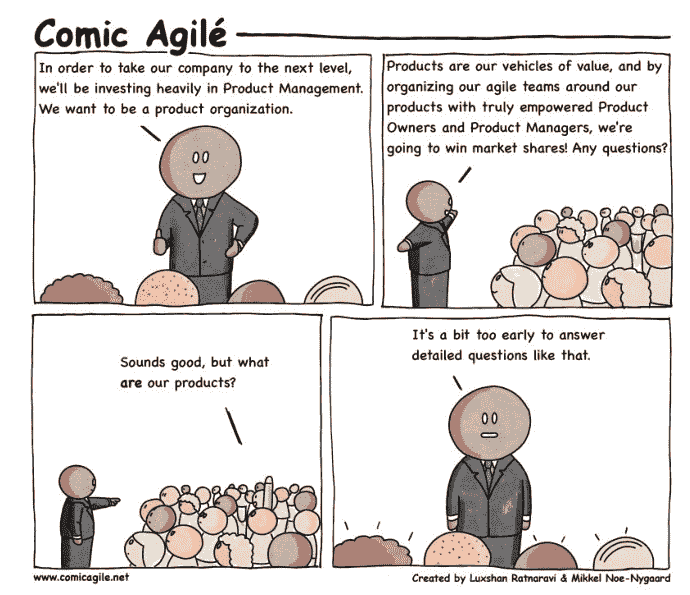 Comic Agilé
In order to take our company to the next level,
we'll be investing heavily in Product Management.
We want to be a product organization.
Products are our vehicles of value, and by
organizing our agile teams around our
products with truly empowered Product
Owners and Product Managers, we're
going to win market shares! Any questions?
Sounds good, but what
are our products?
It's a bit too early to answer
detailed questions like that.
www.comicagile.net
Created by Luxshan Ratnaravi & Mikkel Noe-Nygaard